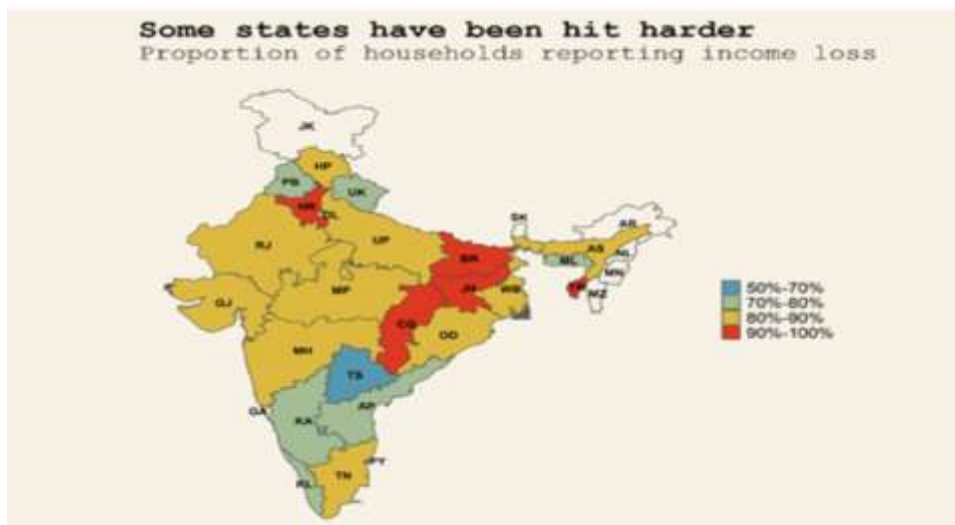 Some states have been hit harder
Proportion of households reporting income loss
JK
HP
PB
UK
HR
DL
SK
AR
RJ
UP
AS
NL
BR
ML
MN
TR
MZ
GJ
MP
JH
WB
CG
OD
MH
TS
GA
AP
KA
PY
TN
KL
50%-70%
70%-80%
80%-90%
90%-100%